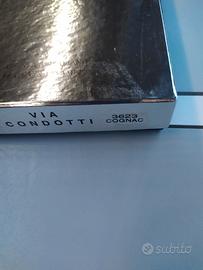 VIA
CONDOTTI
3623
COGNAC
subito